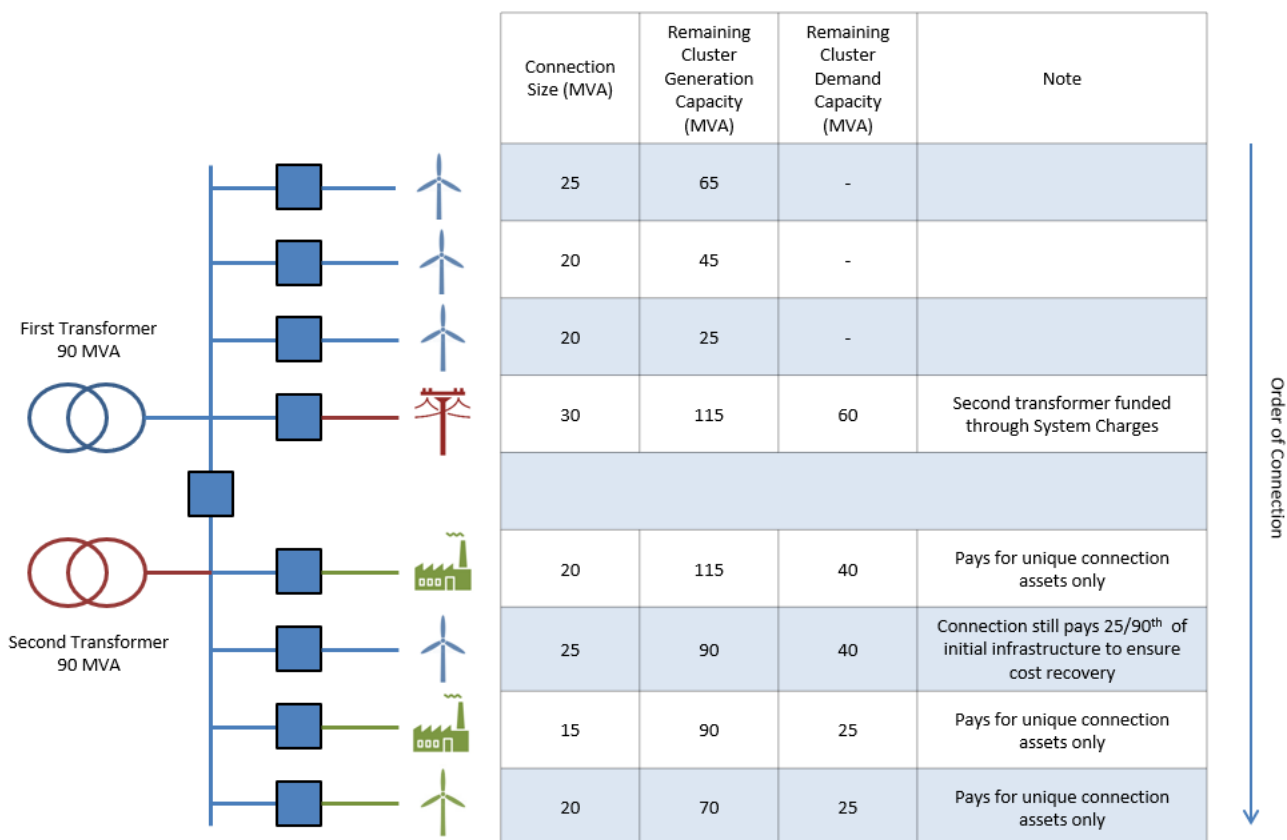 Connection
Size (MVA)
Remaining
Cluster
Generation
Capacity
(MVA)
Remaining
Cluster
Demand
Capacity
(MVA)
Note
25
65
-
20
45
-
20
25
-
First Transformer
90 MVA
30
115
60
Second transformer funded
through System Charges
20
115
40
Pays for unique connection
assets only
Second Transformer
90 MVA
25
90
40
Connection still pays 25/90th of
initial infrastructure to ensure
cost recovery
15
90
25
Pays for unique connection
assets only
20
70
25
Pays for unique connection
assets only
Order of Connection